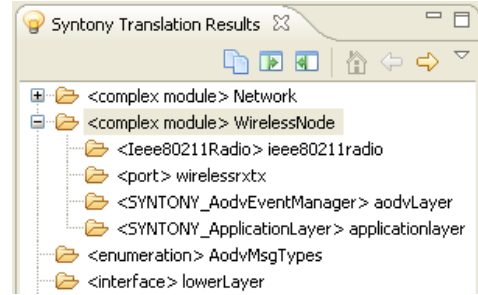 Syntony Translation Results
<complex module> Network
<complex module> WirelessNode
<Ieee80211Radio> ieee80211radio
<port> wirelessrxtx
<SYNTONY_AodvEventManager> aodvLayer
<SYNTONY_ApplicationLayer> applicationlayer
<enumeration> AodvMsgTypes
<interface> lowerLayer